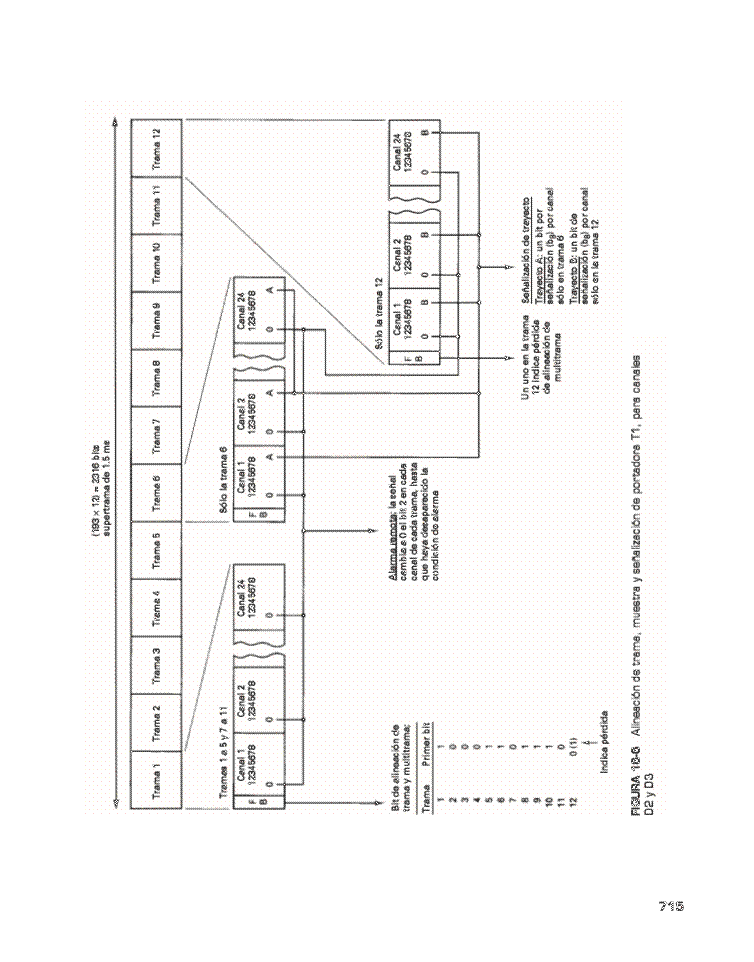 (193 x 12) = 2316 bits
supertrama de 1.5 ms
Trama 1 Trama 2 Trama 3 Trama 4 Trama 5 Trama 6 Trama 7 Trama 8 Trama 9 Trama 10 Trama 11 Trama 12
Tramas 1 a 5 y 7 a 11
F
B
Canal 1
12345678
0
Canal 2
12345678
0
Canal 24
12345678
0
Sólo la trama 6
F
B
Canal 1
12345678
0 A
Canal 2
12345678
0 A
Canal 24
12345678
0 A
Sólo la trama 12
F
B
Canal 1
12345678
0 B
Canal 2
12345678
0 B
Canal 24
12345678
0 B
Bit de alineación de
trama y multitrama;
Trama Primer bit
1 1
2 0
3 0
4 0
5 1
6 1
7 0
8 1
9 1
10 1
11 0
12 0 (1)
Indica pérdida
Alarma remota: la señal
cambia a 0 el bit 2 en cada
canal de cada trama, hasta
que haya desaparecido la
condición de alarma
Un uno en la trama
12 indica pérdida
de alineación de
multitrama
Señalización de trayecto
Trayecto A: un bit por
señalización (b8) por canal
sólo en trama 6
Trayecto B: un bit de
señalización (b8) por canal
sólo en la trama 12
FIGURA 16-6 Alineación de trama, muestra y señalización de portadora T1, para canales
D2 y D3
715